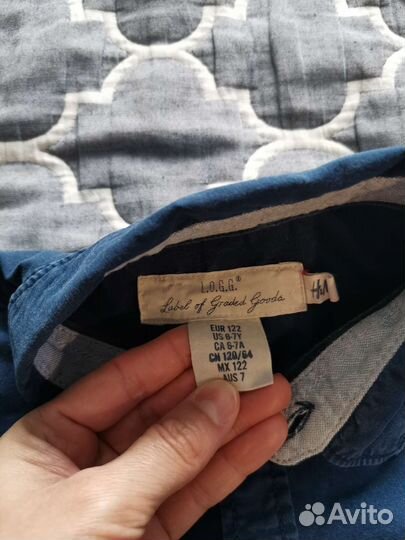 L.O.G.G.®
Label of Graded Goods
H&M
EUR 122
US 6-7Y
CA 6-7A
CN 120/64
MX 122
AUS 7
Avito